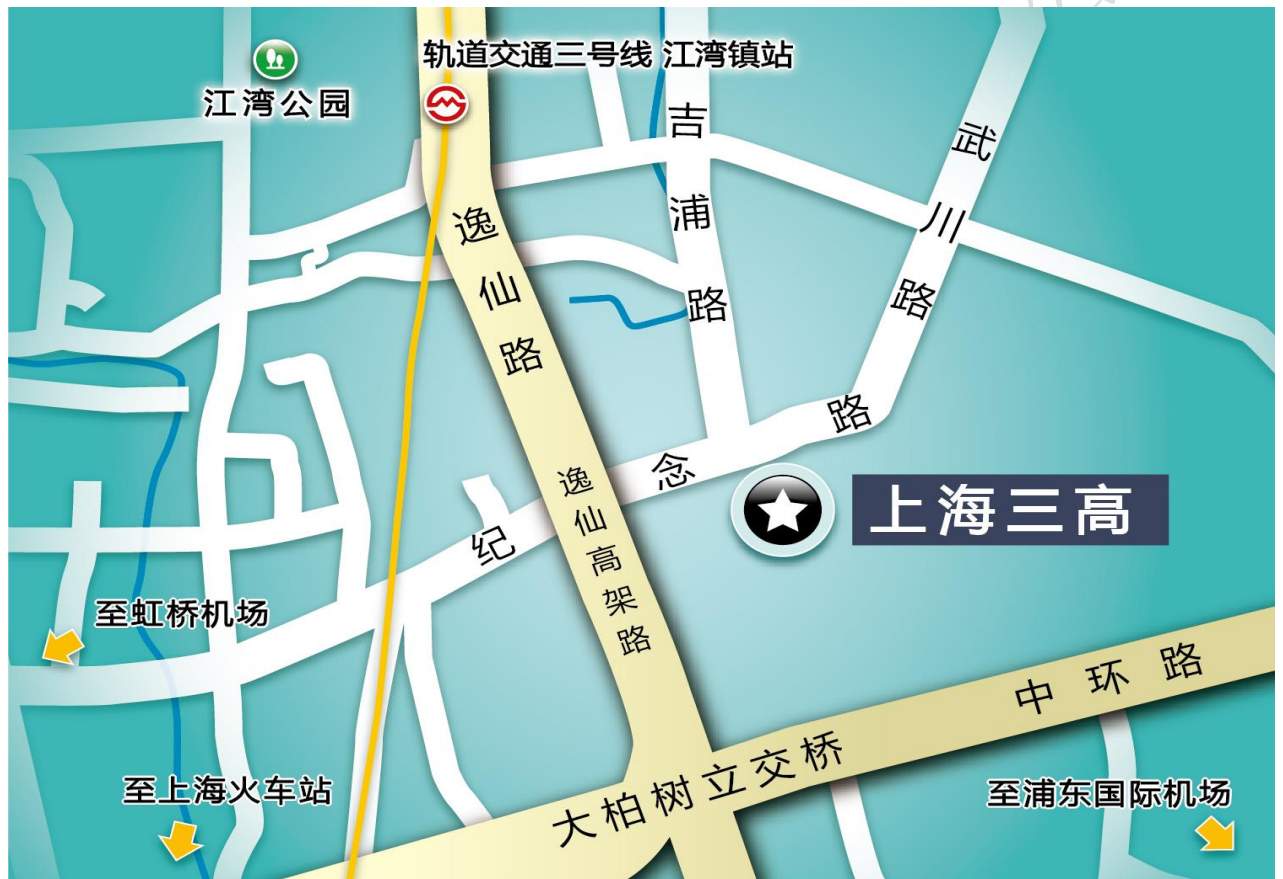 轨道交通三号线 江湾镇站
江湾公园
吉浦路
武川路
逸仙路
纪念路
逸仙高架路
上海三高
至虹桥机场
中环路
大柏树立交桥
至上海火车站
至浦东国际机场